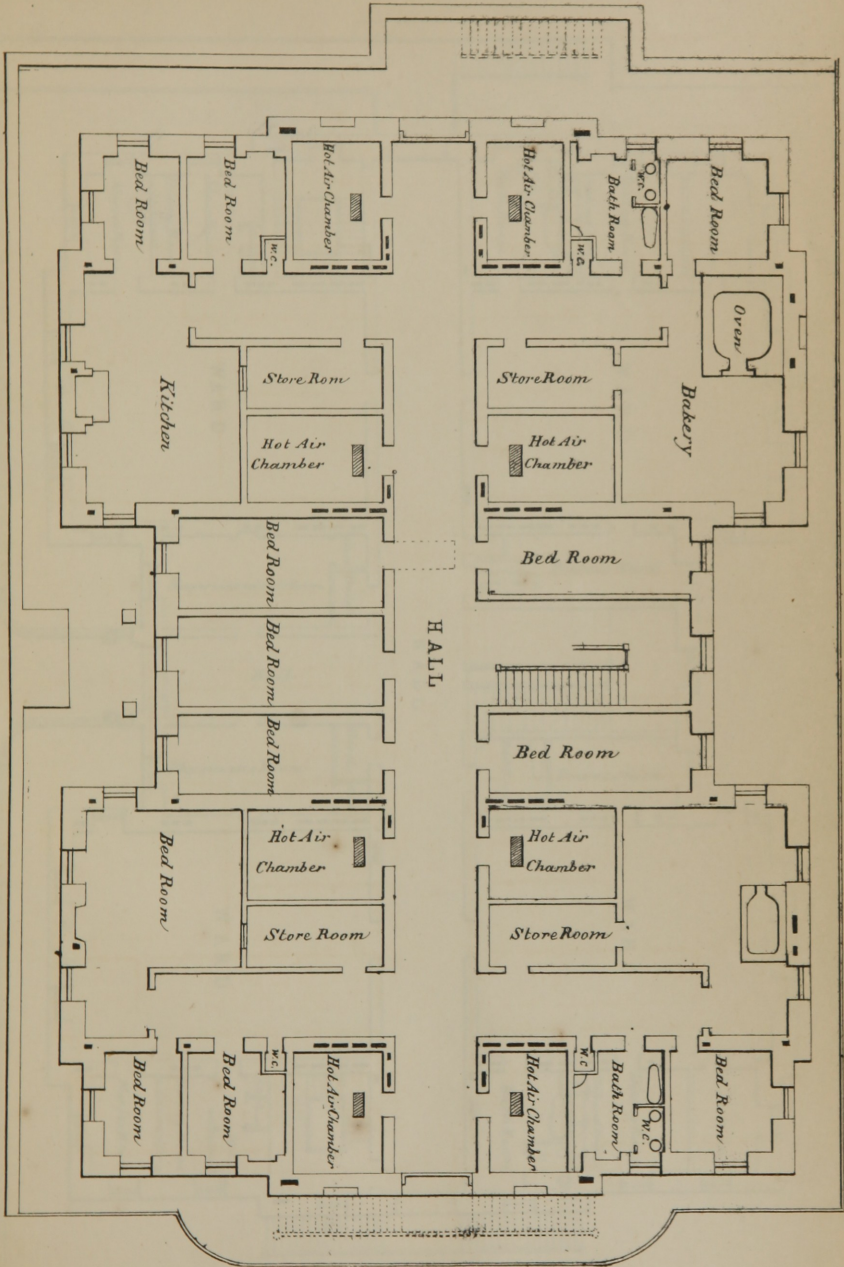 Bed Room
Bed Room
Hot Air Chamber
Hot Air Chamber
Bath Room
W.C.
Bed Room
W.C.
W.C.
Oven
Store Room
Store Room
Kitchen
Bakery
Hot Air
Chamber
Hot Air
Chamber
Bed Room
Bed Room
HALL
Bed Room
Bed Room
Bed Room
Bed Room
Hot Air
Chamber
Hot Air
Chamber
Store Room
Store Room
Bed Room
Bed Room
W.C.
Hot Air Chamber
Hot Air Chamber
W.C.
Bath Room
W.C.
Bed Room